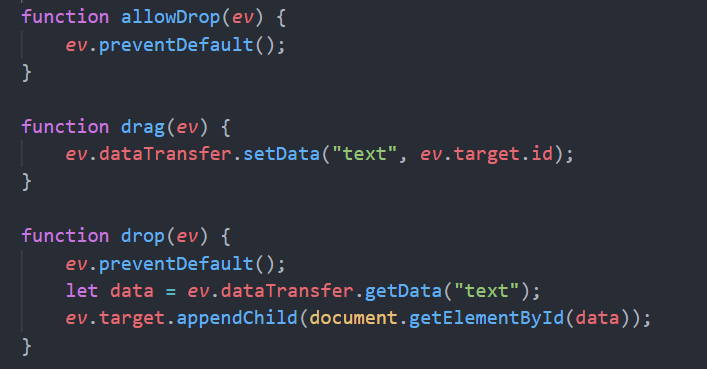 function allowDrop(ev) {
    ev.preventDefault();
}
function drag(ev) {
    ev.dataTransfer.setData("text", ev.target.id);
}
function drop(ev) {
    ev.preventDefault();
    let data = ev.dataTransfer.getData("text");
    ev.target.appendChild(document.getElementById(data));
}